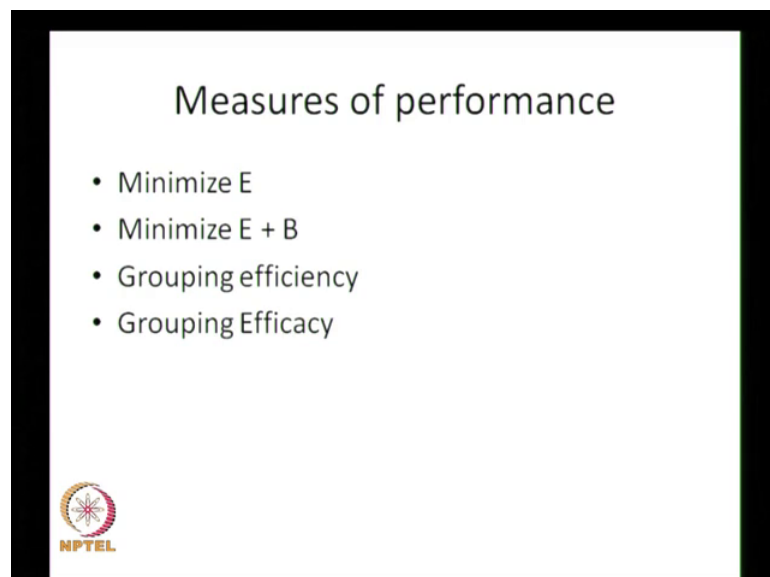 Measures of performance
• Minimize E
• Minimize E + B
• Grouping efficiency
• Grouping Efficacy
NPTEL